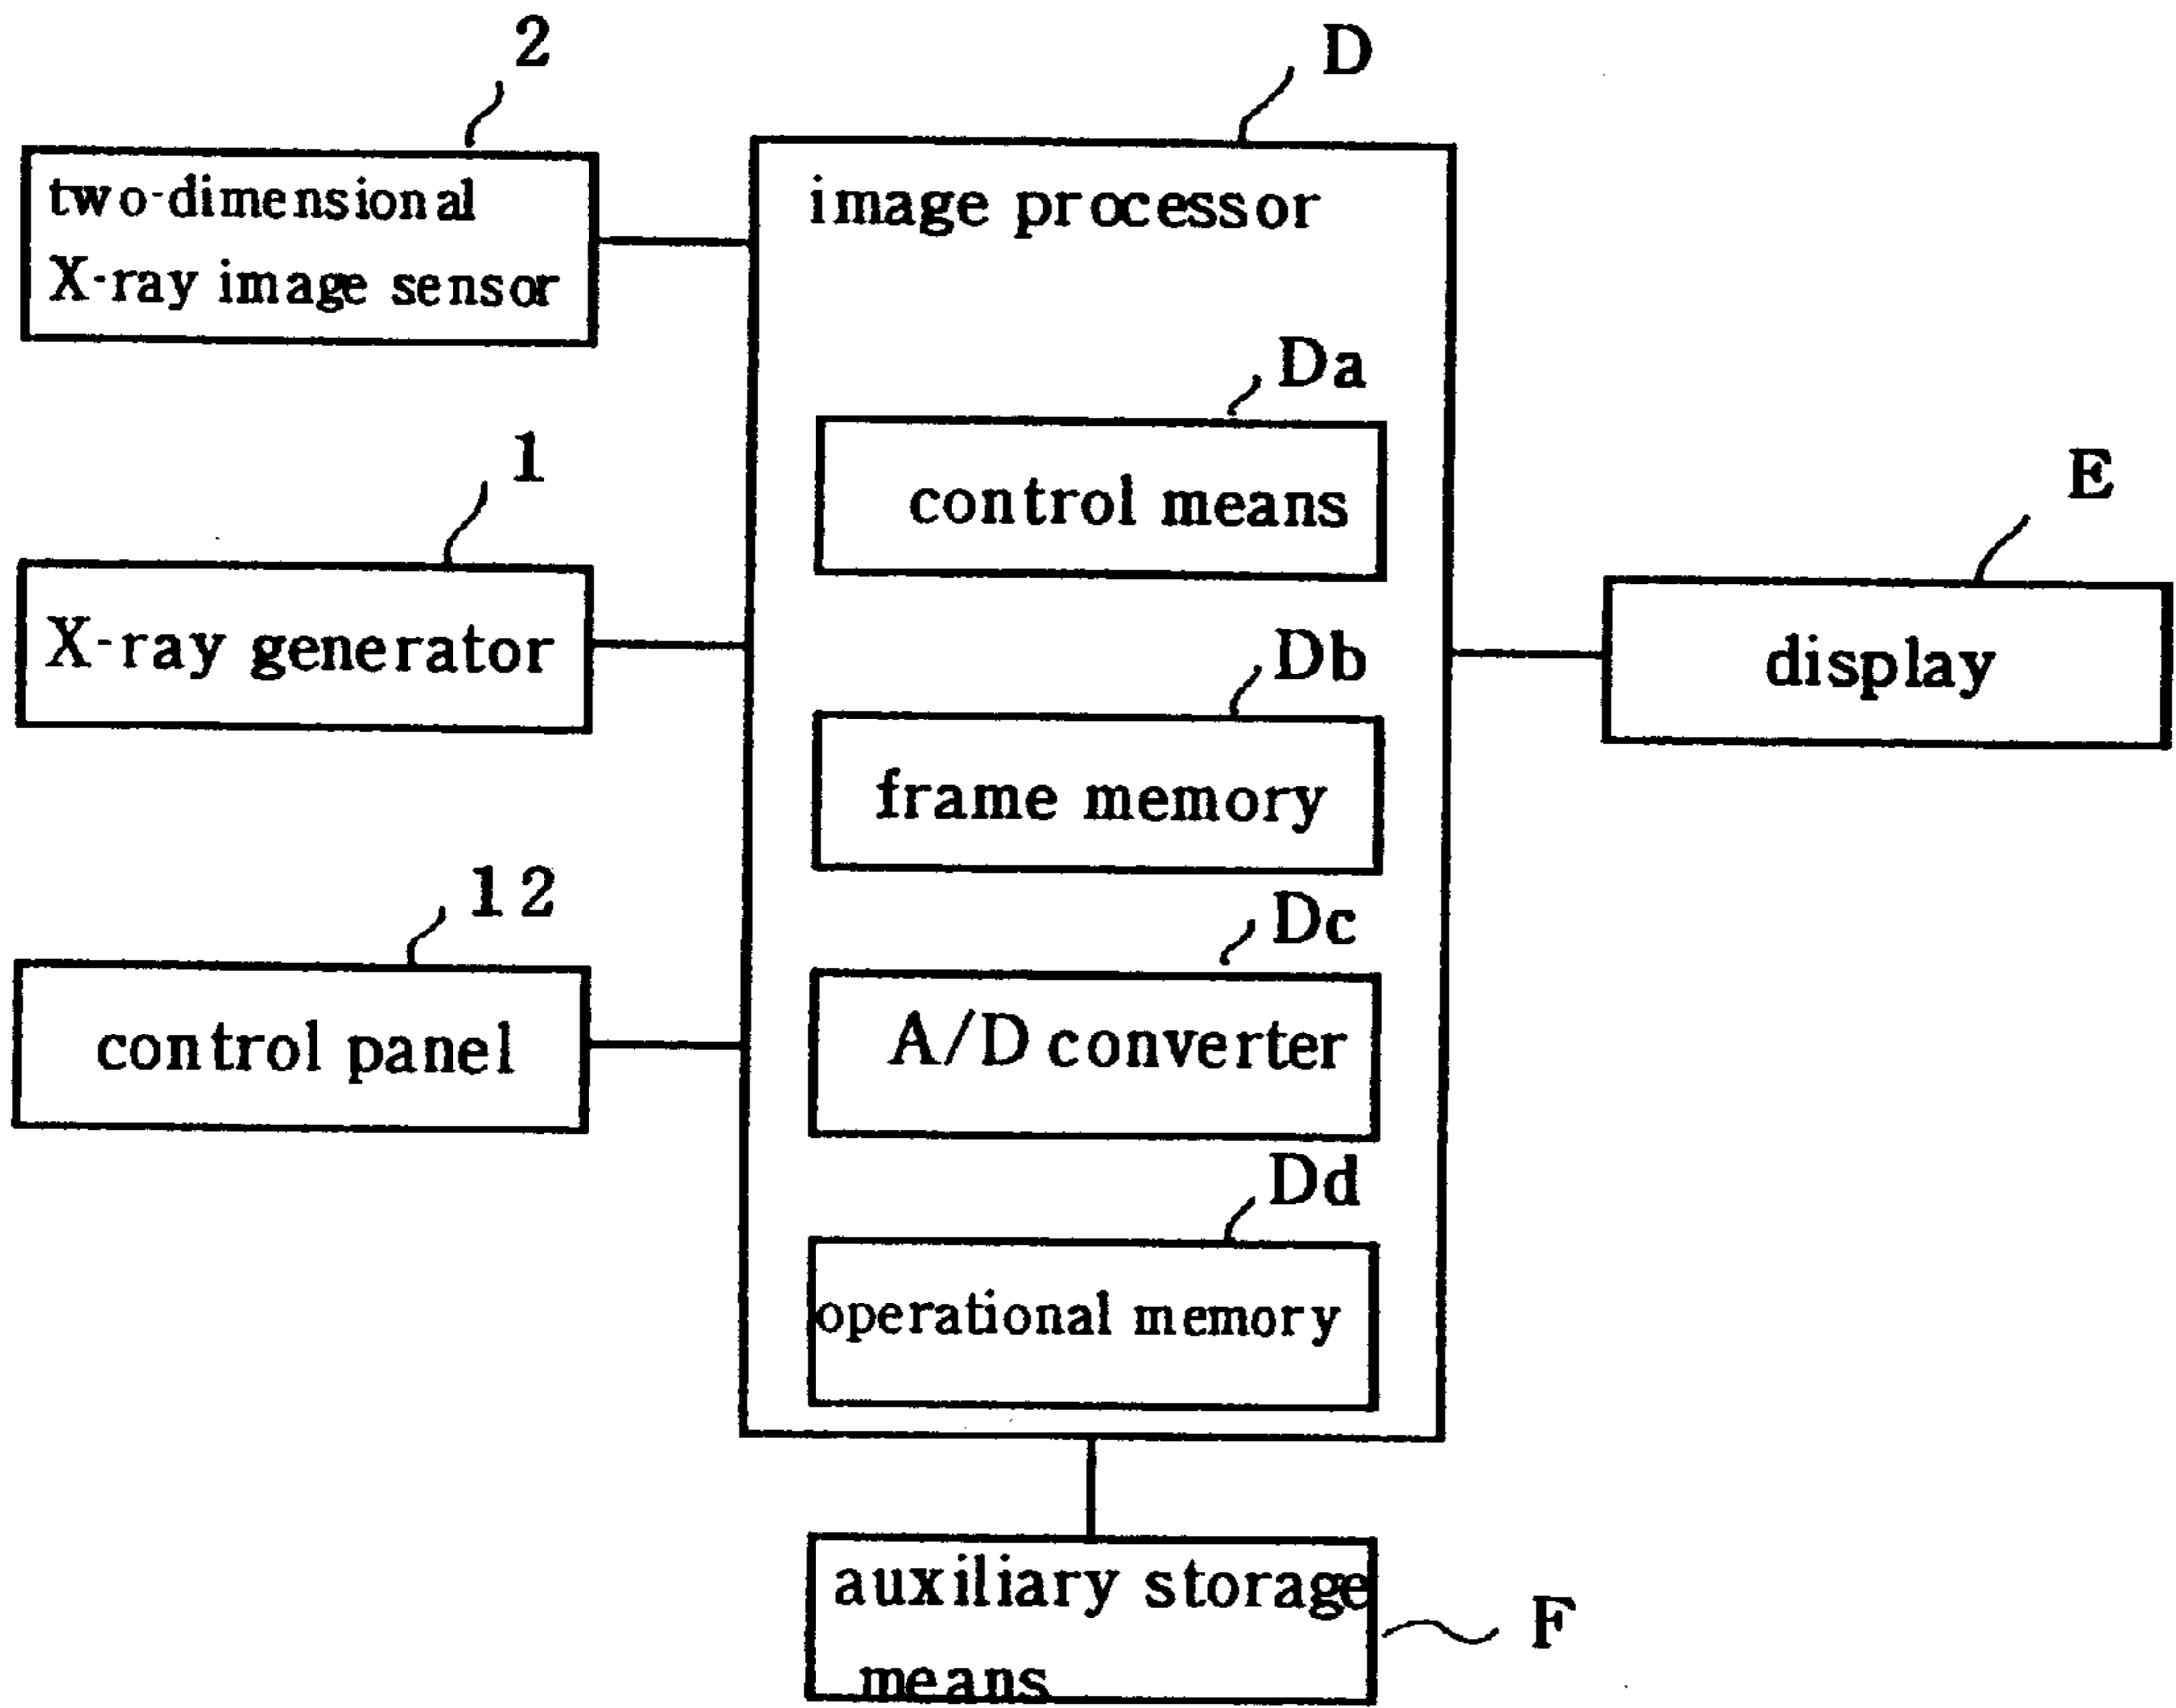 2
D
two-dimensional
X-ray image sensor
image processor
Da
control means
1
X-ray generator
E
display
Db
frame memory
12
control panel
Dc
A/D converter
Dd
operational memory
auxiliary storage
means
F